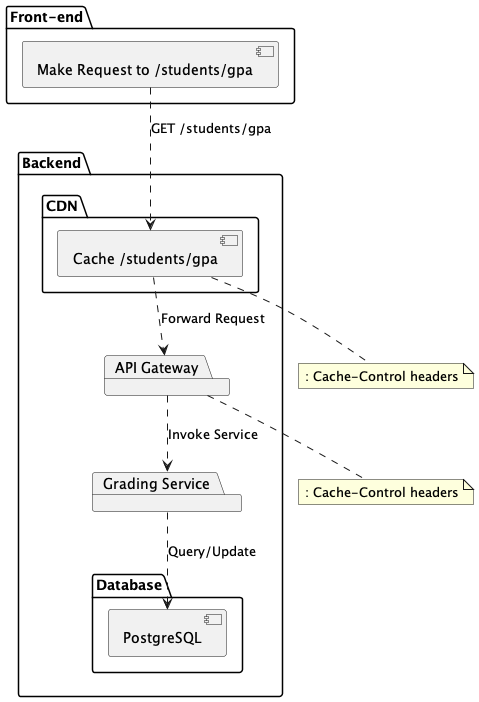 Front-end
Make Request to /students/gpa
GET /students/gpa
Backend
CDN
Cache /students/gpa
Forward Request
API Gateway
: Cache-Control headers
Invoke Service
Grading Service
: Cache-Control headers
Query/Update
Database
PostgreSQL